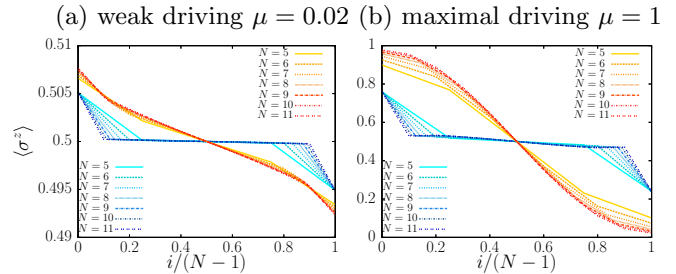 (a) weak driving μ = 0.02
(b) maximal driving μ = 1
⟨σ^z⟩
0.51
0.505
0.5
0.495
0.49
0
0.2
0.4
0.6
0.8
1
i/(N − 1)
N = 5
N = 6
N = 7
N = 8
N = 9
N = 10
N = 11
N = 5
N = 6
N = 7
N = 8
N = 9
N = 10
N = 11
1
0.8
0.6
0.4
0.2
0
0
0.2
0.4
0.6
0.8
1
i/(N − 1)
N = 5
N = 6
N = 7
N = 8
N = 9
N = 10
N = 11
N = 5
N = 6
N = 7
N = 8
N = 9
N = 10
N = 11